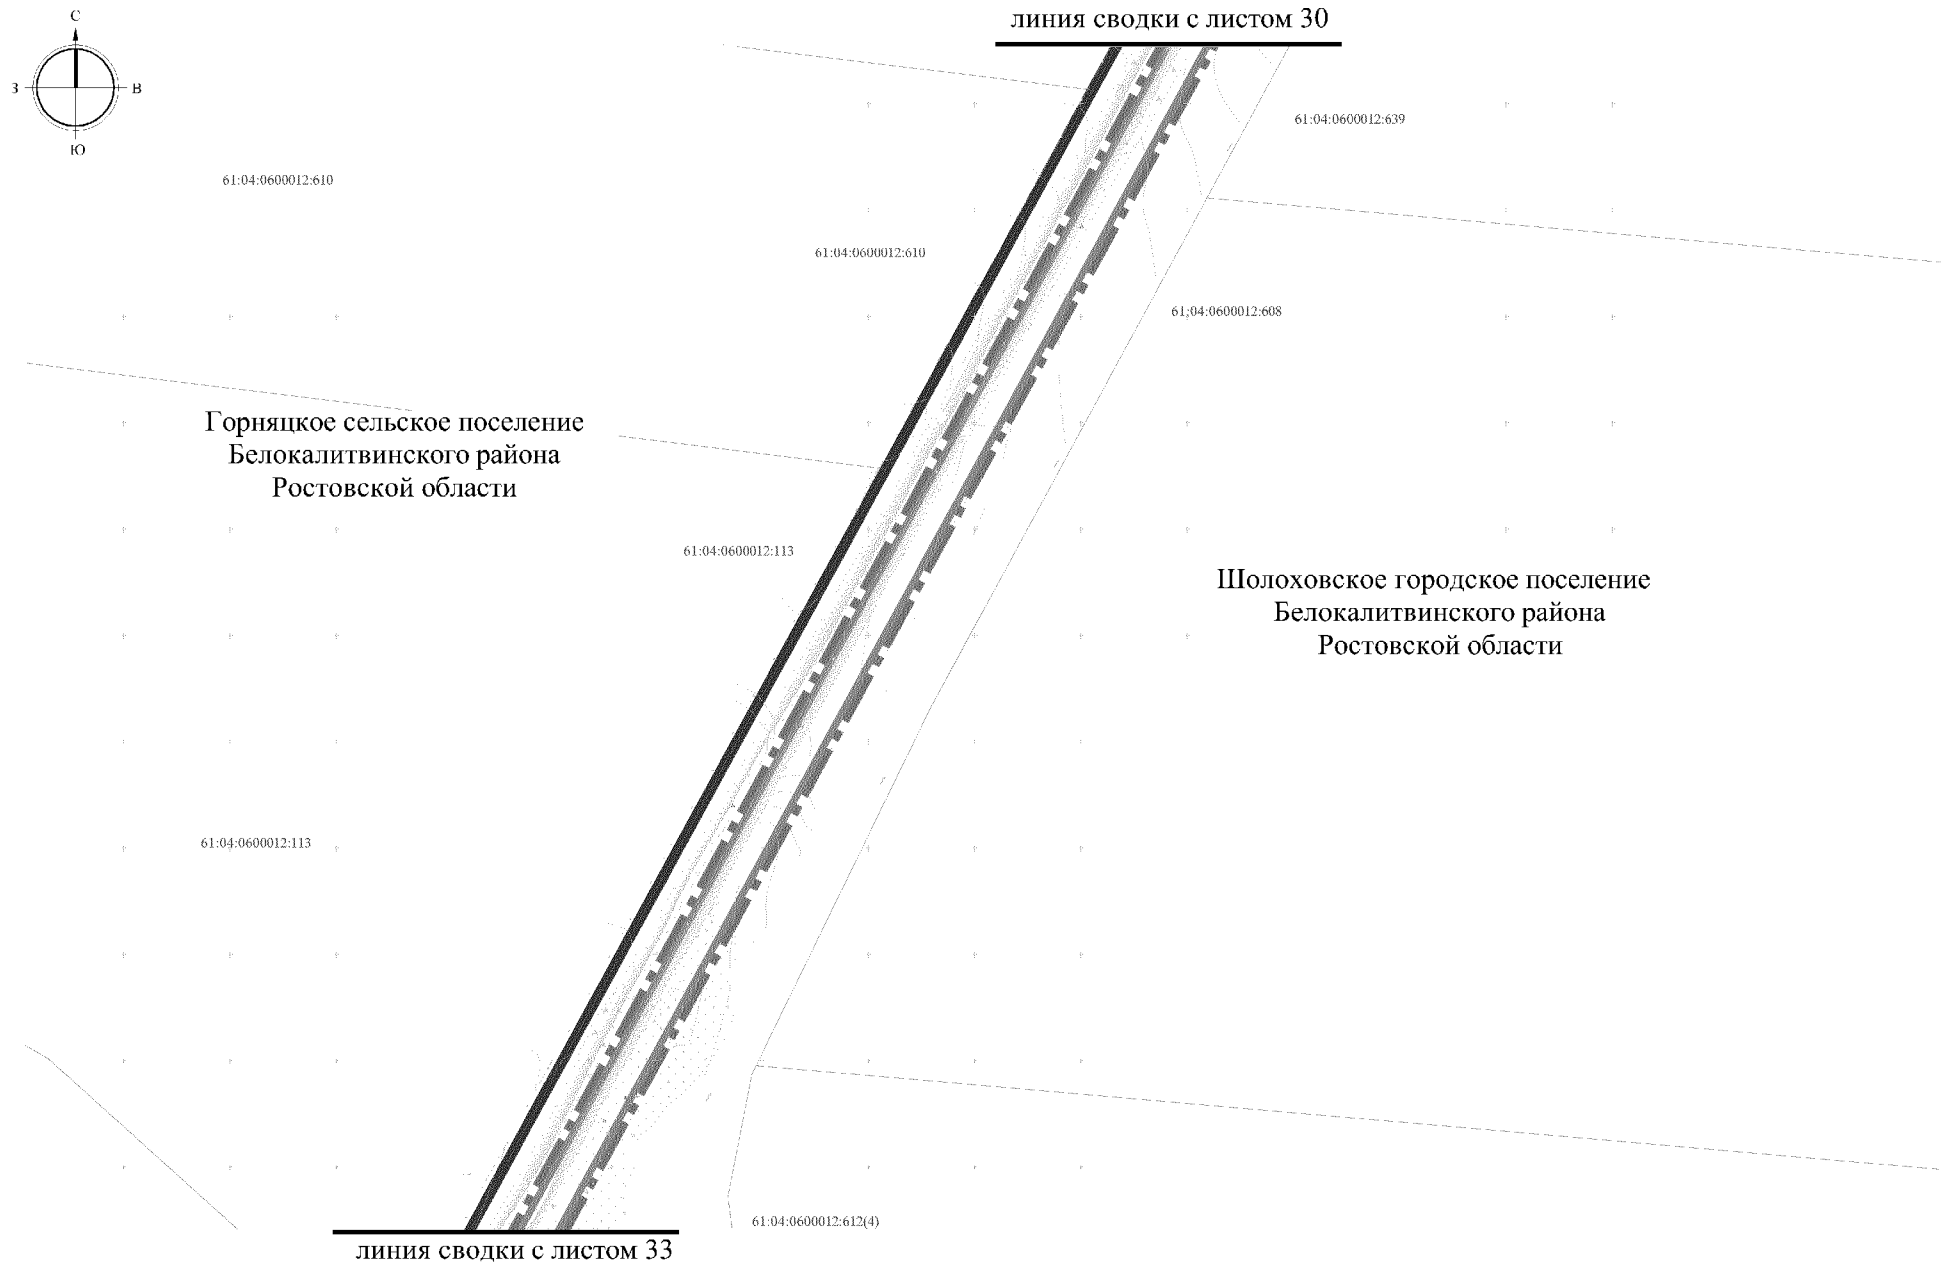 линия сводки с листом 30
С
З
В
Ю
61:04:0600012:639
61:04:0600012:610
61:04:0600012:610
61;04:0600012:608
Горняцкое сельское поселение
Белокалитвинского района
Ростовской области
61:04:0600012:113
Шолоховское городское поселение
Белокалитвинского района
Ростовской области
61:04:0600012:113
61:04:0600012:612(4)
линия сводки с листом 33